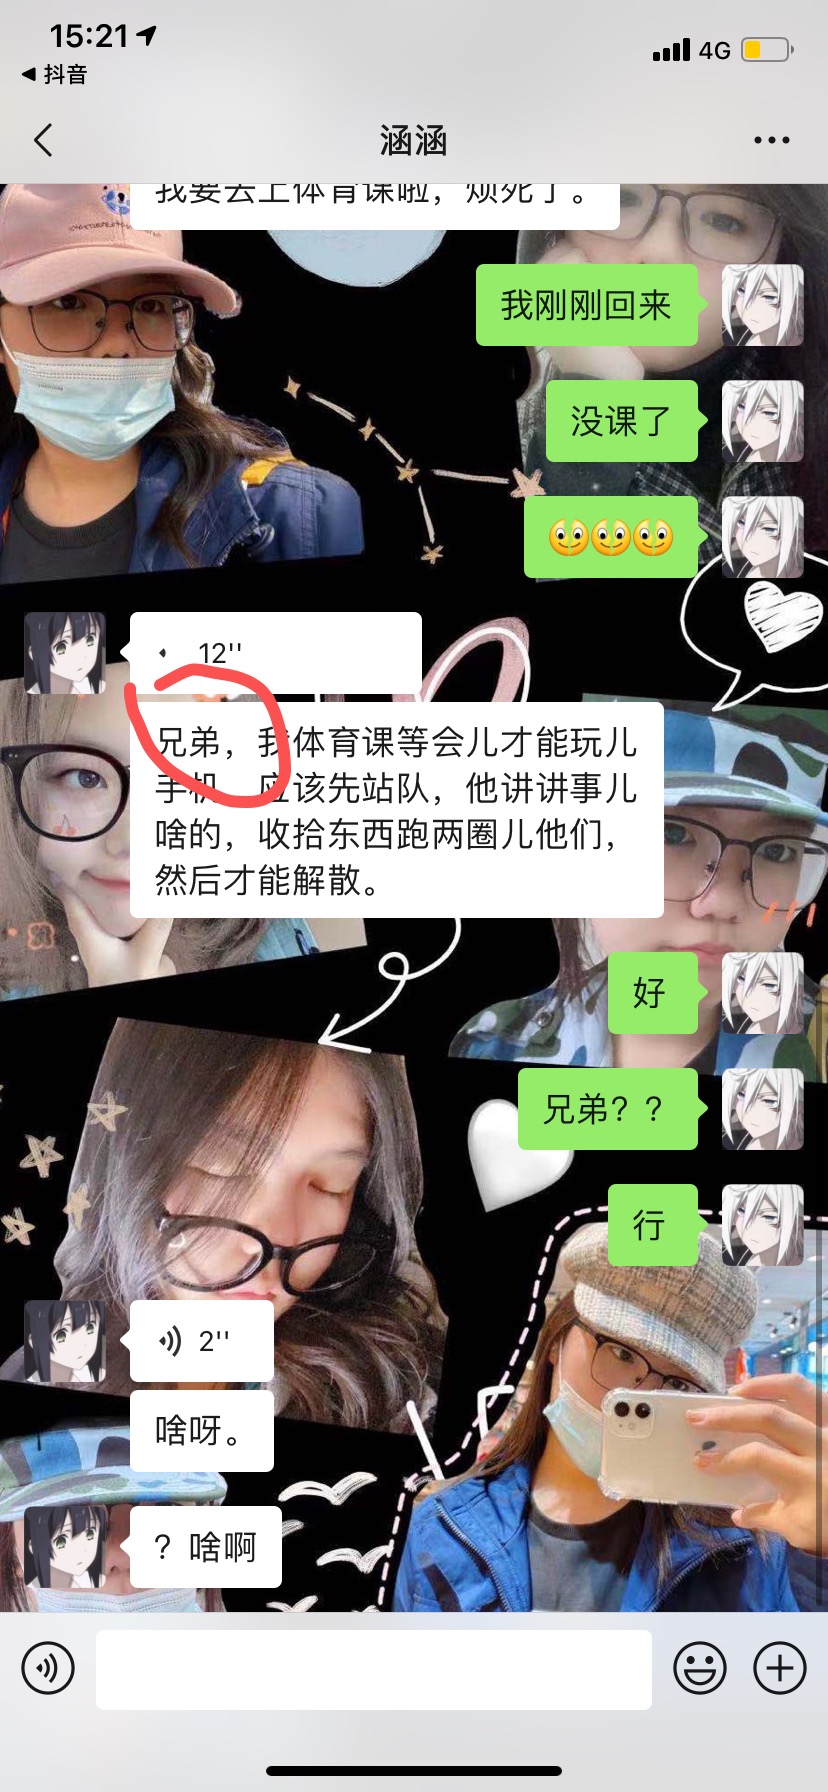 15:21
4G
抖音
涵涵
我要去上体育课啦，烦死了。
我刚刚回来
没课了
12''
兄弟，我体育课等会儿才能玩儿
手机，应该先站队，他讲讲事儿
啥的，收拾东西跑两圈儿他们，
然后才能解散。
好
兄弟？？
行
2''
啥呀。
？啥啊